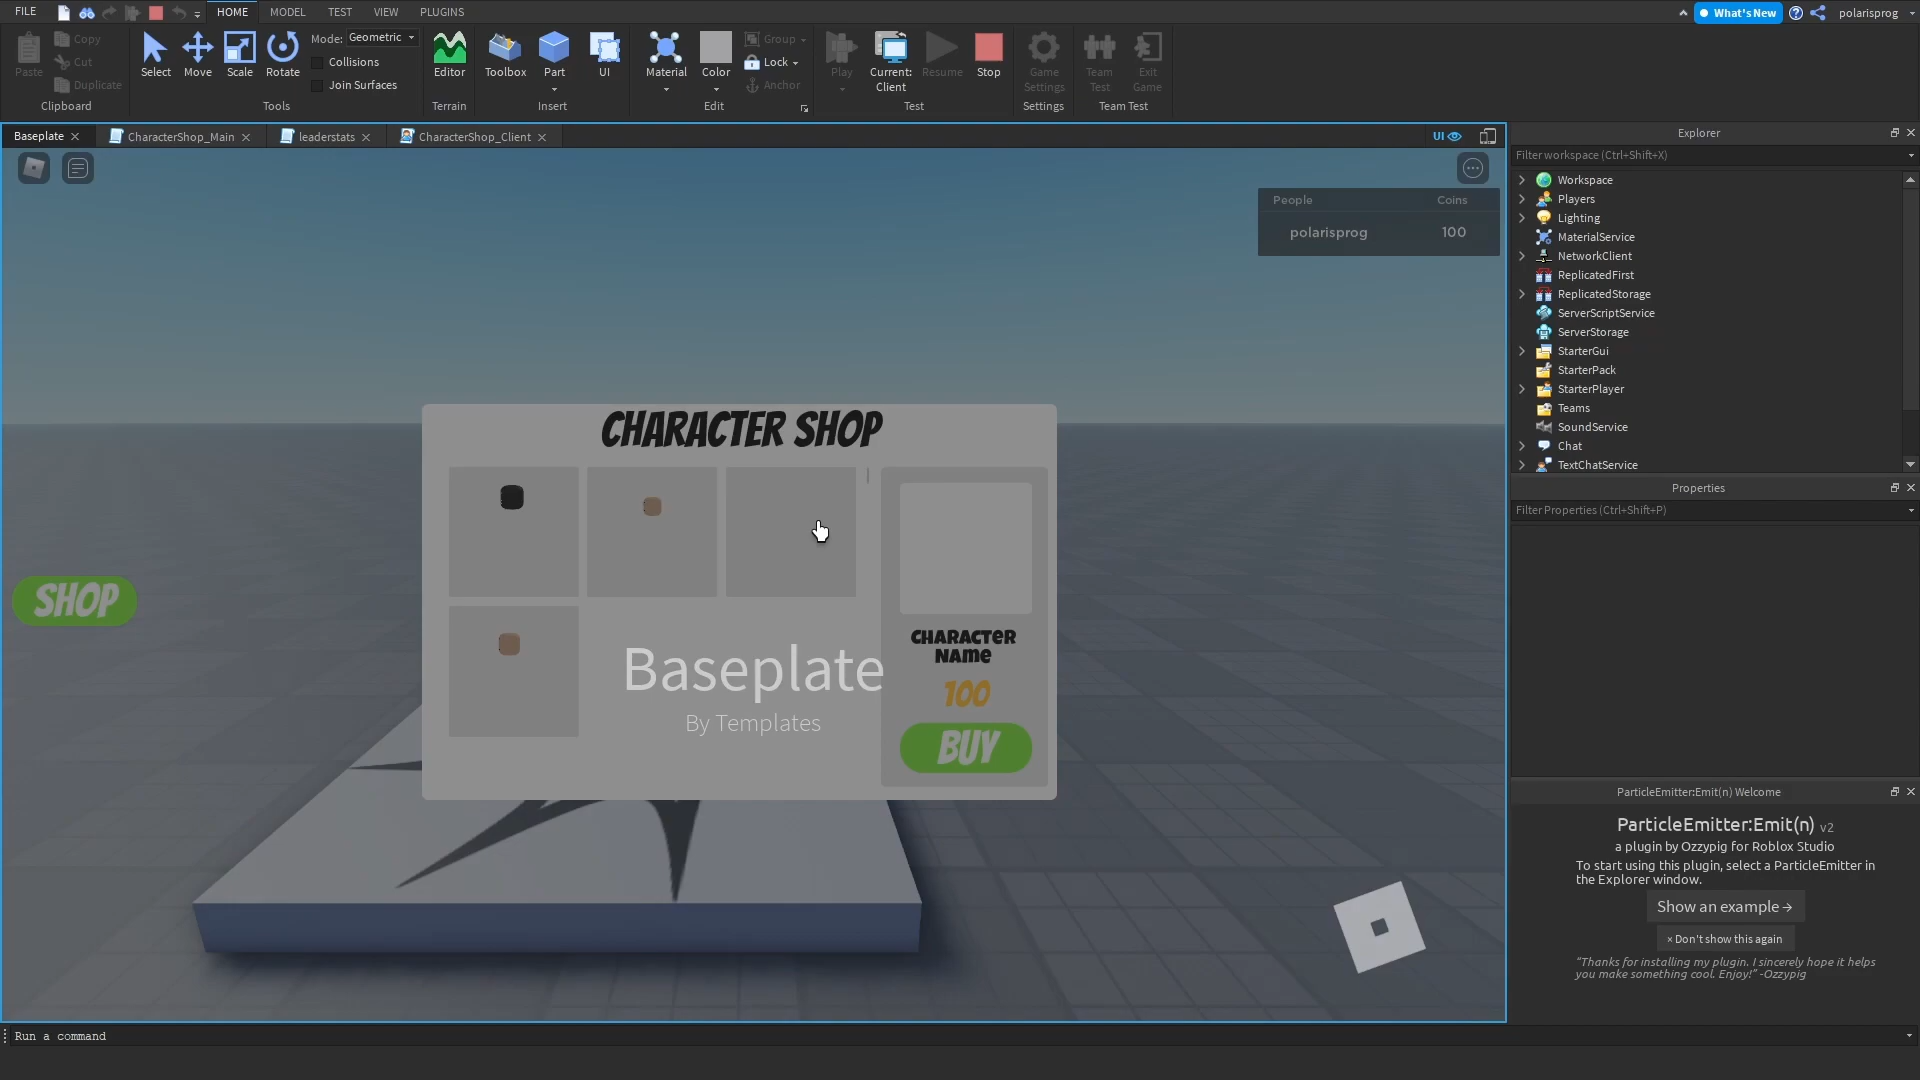 FILE
HOME
MODEL
TEST
VIEW
PLUGINS
What's New
polarisprog
Paste
Copy
Cut
Duplicate
Clipboard
Select
Move
Scale
Rotate
Mode: Geometric
Collisions
Join Surfaces
Tools
Editor
Terrain
Toolbox
Part
UI
Insert
Material
Color
Group
Lock
Anchor
Edit
Play
Current:
Client
Resume
Stop
Test
Game
Settings
Settings
Team
Test
Exit
Game
Team Test
Baseplate
CharacterShop_Main
leaderstats
CharacterShop_Client
UI
People Coins
polarisprog 100
SHOP
CHARACTER SHOP
Baseplate
By Templates
CHARACTER
NAME
100
BUY
Explorer
Filter workspace (Ctrl+Shift+X)
Workspace
Players
Lighting
MaterialService
NetworkClient
ReplicatedFirst
ReplicatedStorage
ServerScriptService
ServerStorage
StarterGui
StarterPack
StarterPlayer
Teams
SoundService
Chat
TextChatService
Properties
Filter Properties (Ctrl+Shift+P)
ParticleEmitter:Emit(n) Welcome
ParticleEmitter:Emit(n) v2
a plugin by Ozzypig for Roblox Studio
To start using this plugin, select a ParticleEmitter in
the Explorer window.
Show an example →
× Don't show this again
“Thanks for installing my plugin. I sincerely hope it helps
you make something cool. Enjoy!” -Ozzypig
Run a command